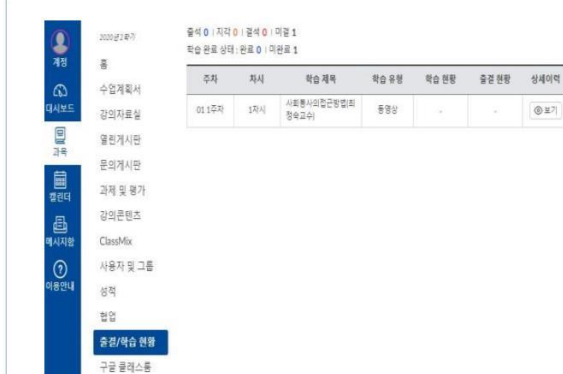 계정
대시보드
과목
캘린더
메시지함
이용안내
2020년 2학기
홈
수업계획서
강의자료실
열린게시판
문의게시판
과제 및 평가
강의콘텐츠
ClassMix
사용자 및 그룹
성적
협업
출결/학습 현황
구글 클래스룸
출석 0 | 지각 0 | 결석 0 | 미결 1
학습 완료 상태 : 완료 0 | 미완료 1
주차 차시 학습 제목 학습 유형 학습 현황 출결 현황 상세이력
01 1주차 1차시 사회봉사의접근방법(최 동영상 - - 보기
정숙교수)